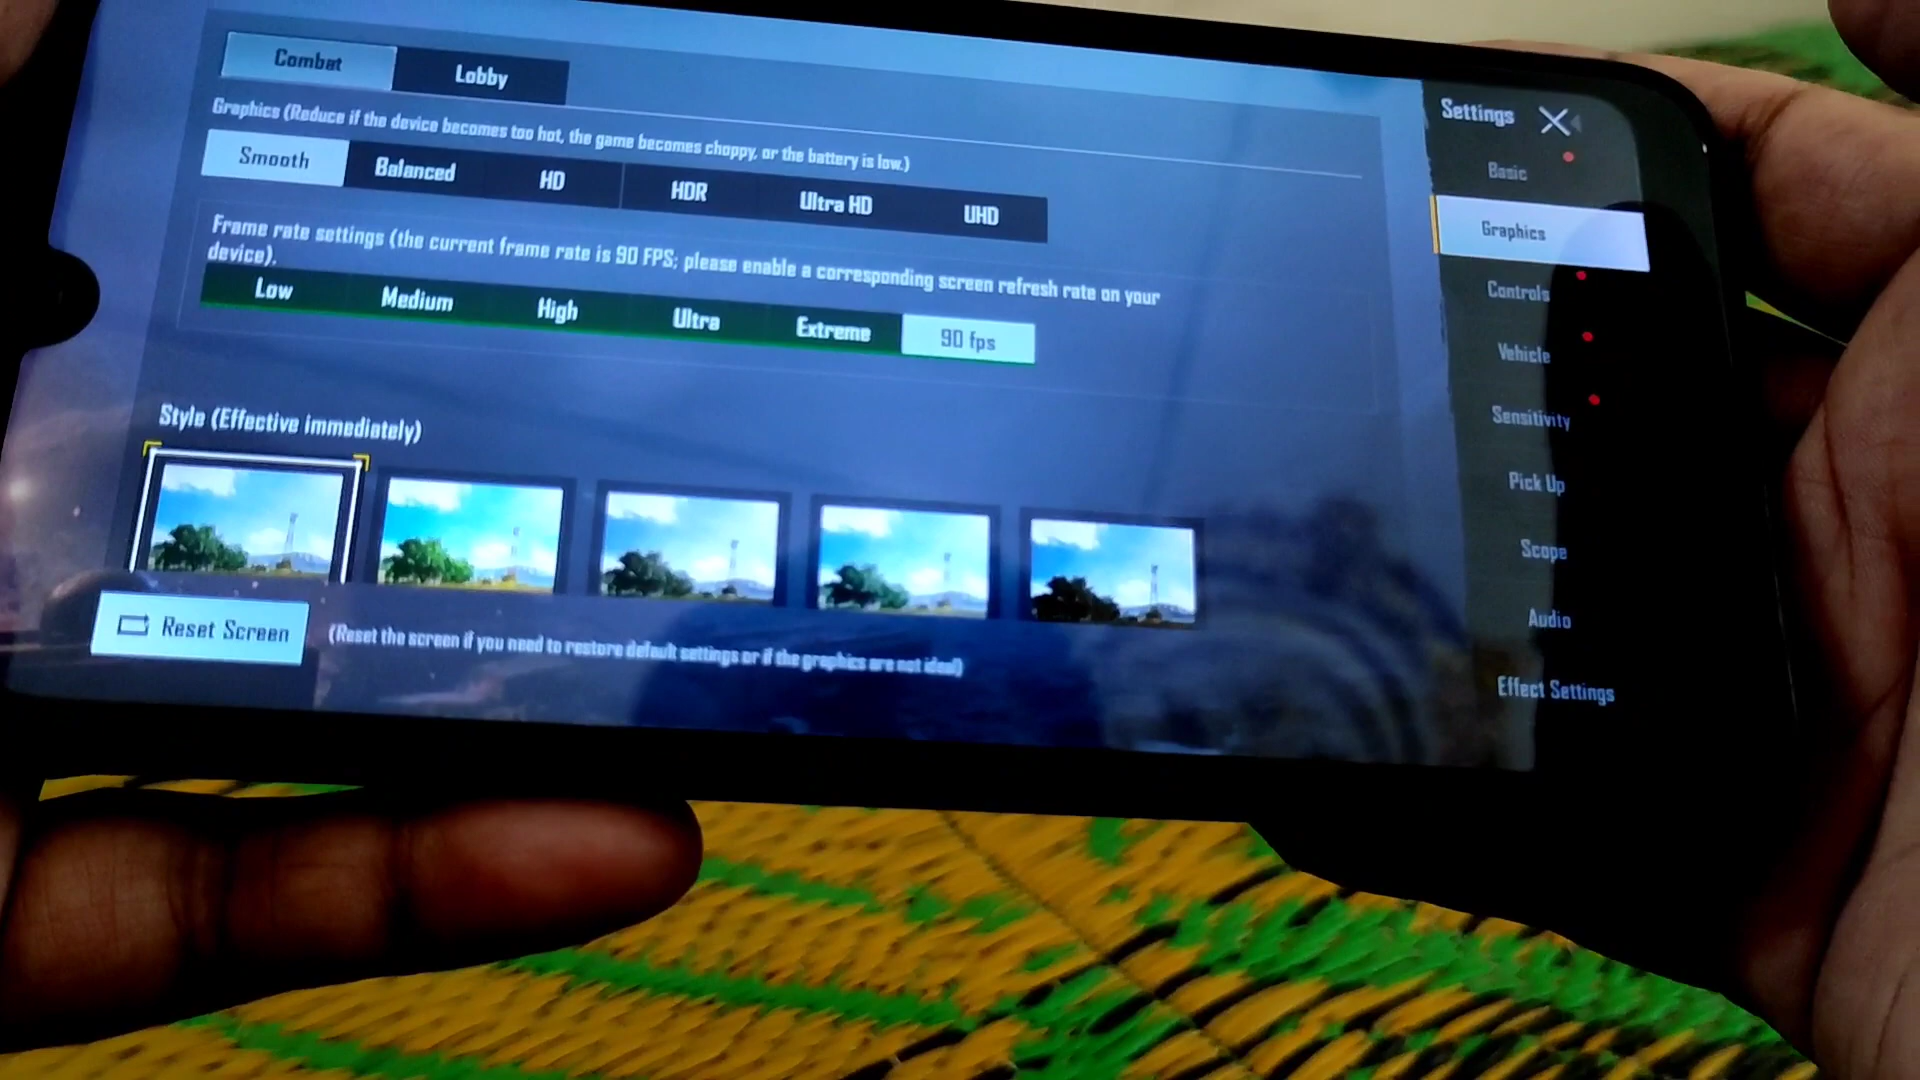 Combat
Lobby
Graphics (Reduce if the device becomes too hot, the game becomes choppy, or the battery is low.)
Smooth
Balanced
HD
HDR
Ultra HD
UHD
Frame rate settings (the current frame rate is 90 FPS; please enable a corresponding screen refresh rate on your
device).
Low
Medium
High
Ultra
Extreme
90 fps
Style (Effective immediately)
Reset Screen
(Reset the screen if you need to restore default settings or if the graphics are not ideal)
Settings
Basic
Graphics
Controls
Vehicle
Sensitivity
Pick Up
Scope
Audio
Effect Settings